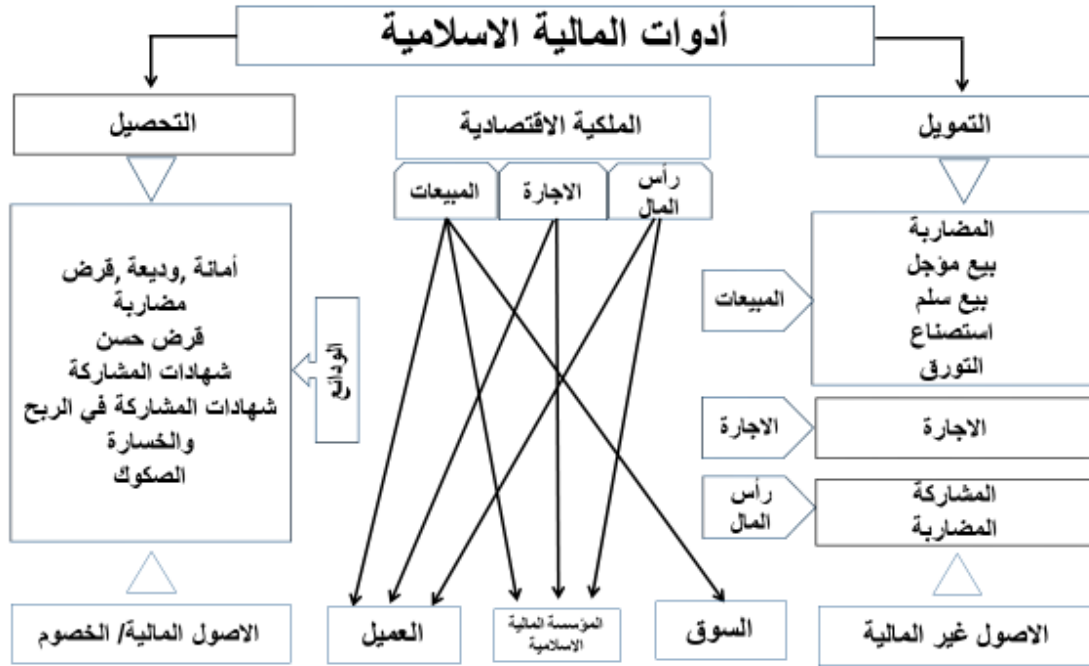 أدوات المالية الاسلامية
التمويل
المضاربة
بيع مؤجل
بيع سلم
استصناع
التورق
المبيعات
الاجارة
الاجارة
المشاركة
المضاربة
رأس
المال
الاصول غير المالية
الملكية الاقتصادية
رأس
المال
الاجارة
المبيعات
السوق
المؤسسة المالية
الاسلامية
العميل
التحصيل
أمانة ,وديعة ,قرض
مضاربة
قرض حسن
شهادات المشاركة
شهادات المشاركة في الربح
والخسارة
الصكوك
الودائع
الاصول المالية/ الخصوم